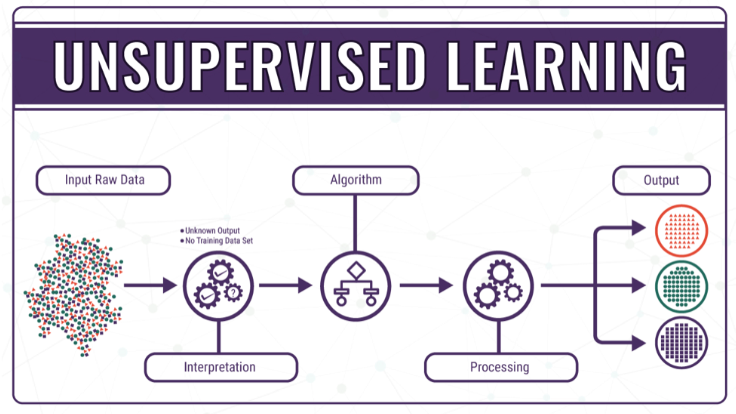 UNSUPERVISED LEARNING
Input Raw Data
Algorithm
Output
• Unknown Output
• No Training Data Set
?
Interpretation
Processing